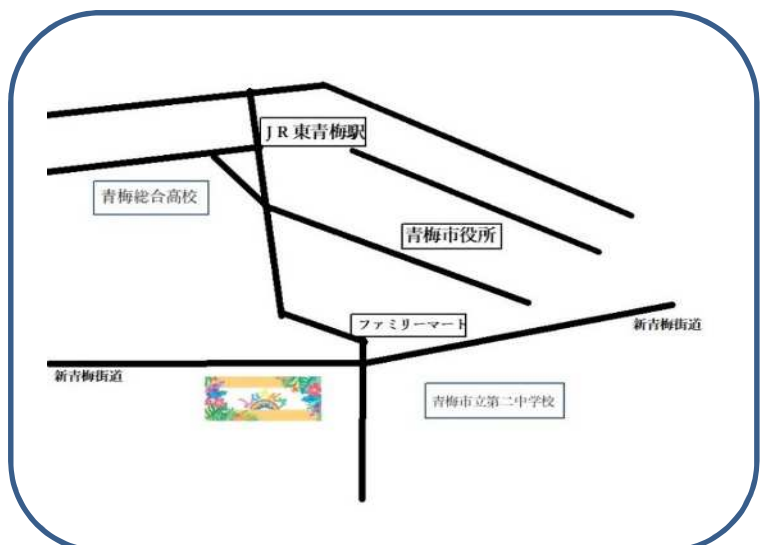 JR東青梅駅
青梅総合高校
青梅市役所
ファミリーマート
新青梅街道
新青梅街道
青梅市立第二中学校